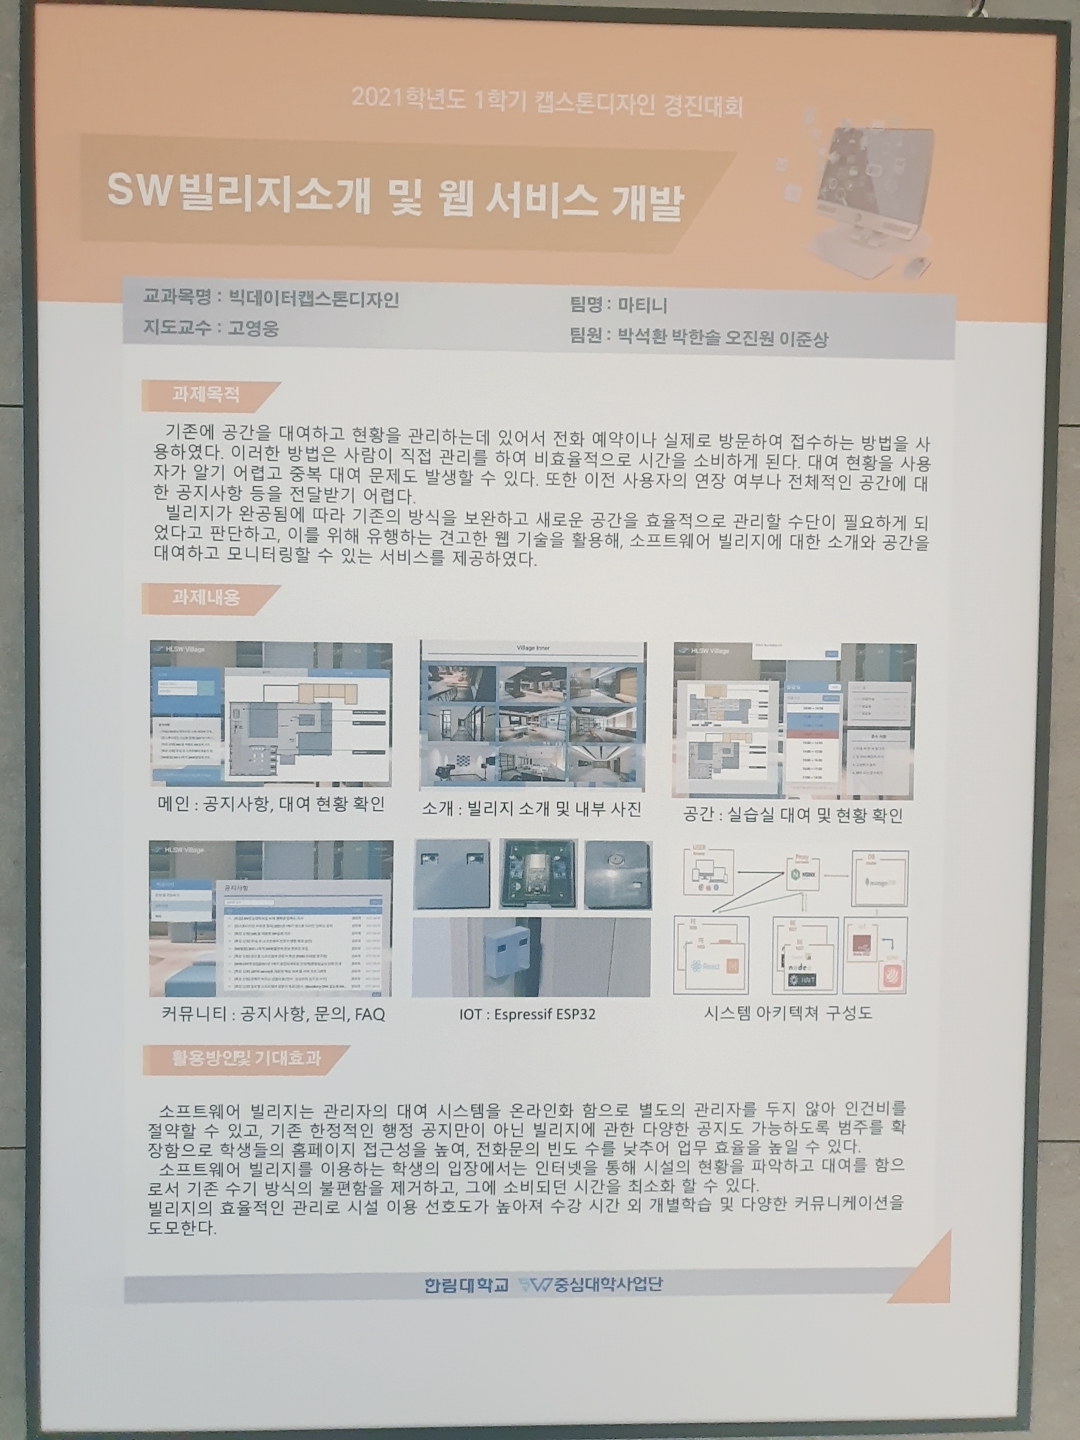 2021학년도 1학기 캡스톤디자인 경진대회
SW빌리지소개 및 웹 서비스 개발
교과목명 : 빅데이터캡스톤디자인
지도교수 : 고영웅
팀명 : 마티니
팀원 : 박석환 박한솔 오진원 이준상
과제목적
기존에 공간을 대여하고 현황을 관리하는데 있어서 전화 예약이나 실제로 방문하여 접수하는 방법을 사
용하였다. 이러한 방법은 사람이 직접 관리를 하여 비효율적으로 시간을 소비하게 된다. 대여 현황을 사용
자가 알기 어렵고 중복 대여 문제도 발생할 수 있다. 또한 이전 사용자의 연장 여부나 전체적인 공간에 대
한 공지사항 등을 전달받기 어렵다.
빌리지가 완공됨에 따라 기존의 방식을 보완하고 새로운 공간을 효율적으로 관리할 수단이 필요하게 되
었다고 판단하고, 이를 위해 유행하는 견고한 웹 기술을 활용해, 소프트웨어 빌리지에 대한 소개와 공간을
대여하고 모니터링할 수 있는 서비스를 제공하였다.
과제내용
HLSW Village
Village Inner
HLSW Village
메인 : 공지사항, 대여 현황 확인
소개 : 빌리지 소개 및 내부 사진
공간 : 실습실 대여 및 현황 확인
HLSW Village
공지사항
USER
Proxy
NGINX
DB
mongoDB
FE
React
BE
node
커뮤니티 : 공지사항, 문의, FAQ
IOT : Espressif ESP32
시스템 아키텍쳐 구성도
활용방안및 기대효과
소프트웨어 빌리지는 관리자의 대여 시스템을 온라인화 함으로 별도의 관리자를 두지 않아 인건비를
절약할 수 있고, 기존 한정적인 행정 공지만이 아닌 빌리지에 관한 다양한 공지도 가능하도록 범주를 확
장함으로 학생들의 홈페이지 접근성을 높여, 전화문의 빈도 수를 낮추어 업무 효율을 높일 수 있다.
소프트웨어 빌리지를 이용하는 학생의 입장에서는 인터넷을 통해 시설의 현황을 파악하고 대여를 함으
로서 기존 수기 방식의 불편함을 제거하고, 그에 소비되던 시간을 최소화 할 수 있다.
빌리지의 효율적인 관리로 시설 이용 선호도가 높아져 수강 시간 외 개별학습 및 다양한 커뮤니케이션을
도모한다.
한림대학교 SW중심대학사업단